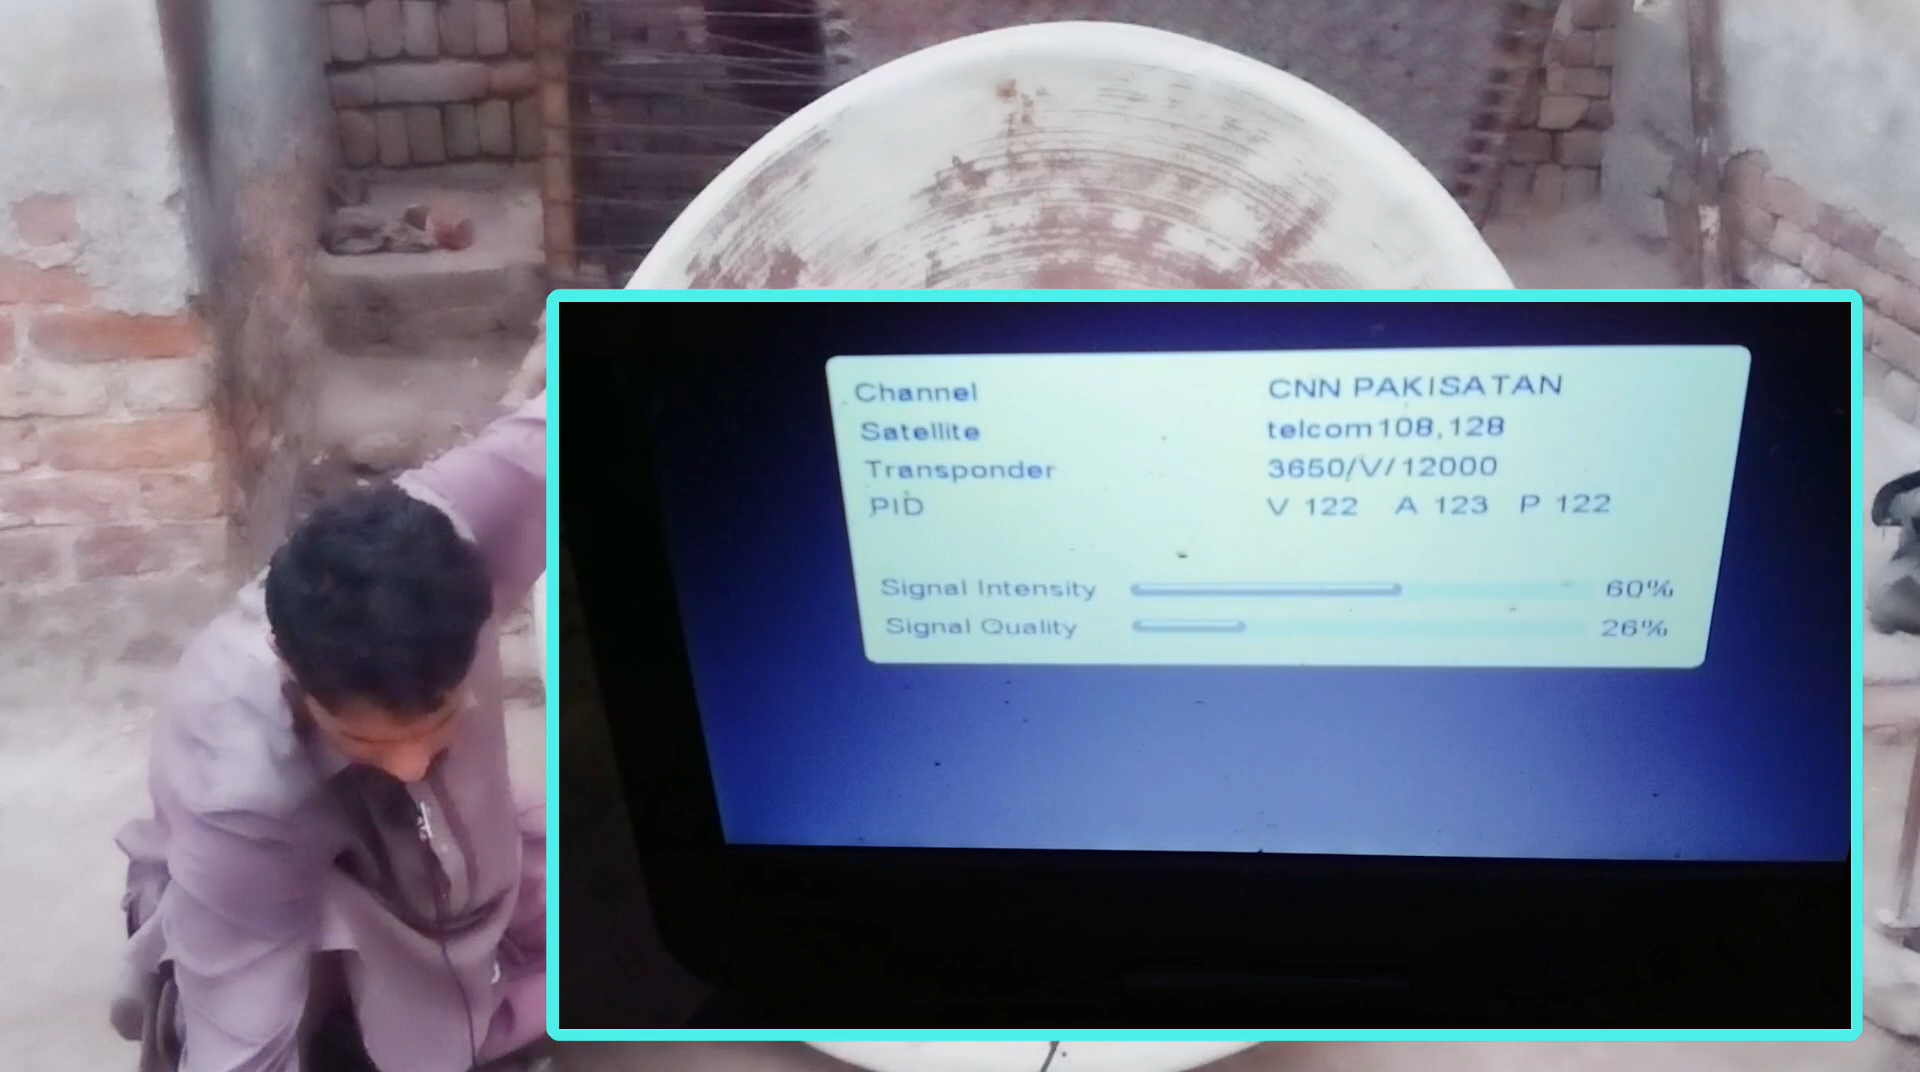 Channel CNN PAKISATAN
Satellite telcom108,128
Transponder 3650/V/12000
PID V 122 A 123 P 122
Signal Intensity 60%
Signal Quality 26%